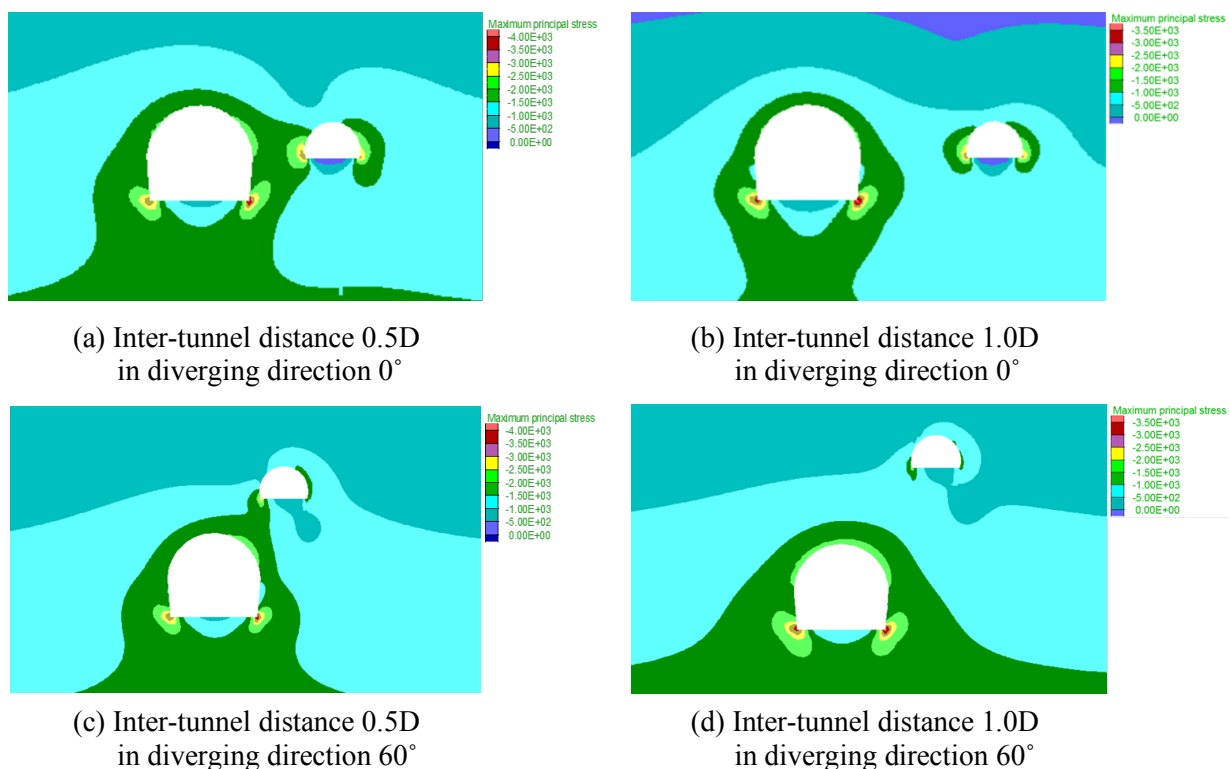 Maximum principal stress
-4.00E+03
-3.50E+03
-3.00E+03
-2.50E+03
-2.00E+03
-1.50E+03
-1.00E+03
-5.00E+02
0.00E+00
Maximum principal stress
-3.50E+03
-3.00E+03
-2.50E+03
-2.00E+03
-1.50E+03
-1.00E+03
-5.00E+02
0.00E+00
(a) Inter-tunnel distance 0.5D
in diverging direction 0˚
(b) Inter-tunnel distance 1.0D
in diverging direction 0˚
Maximum principal stress
-4.00E+03
-3.50E+03
-3.00E+03
-2.50E+03
-2.00E+03
-1.50E+03
-1.00E+03
-5.00E+02
0.00E+00
Maximum principal stress
-3.50E+03
-3.00E+03
-2.50E+03
-2.00E+03
-1.50E+03
-1.00E+03
-5.00E+02
0.00E+00
(c) Inter-tunnel distance 0.5D
in diverging direction 60˚
(d) Inter-tunnel distance 1.0D
in diverging direction 60˚